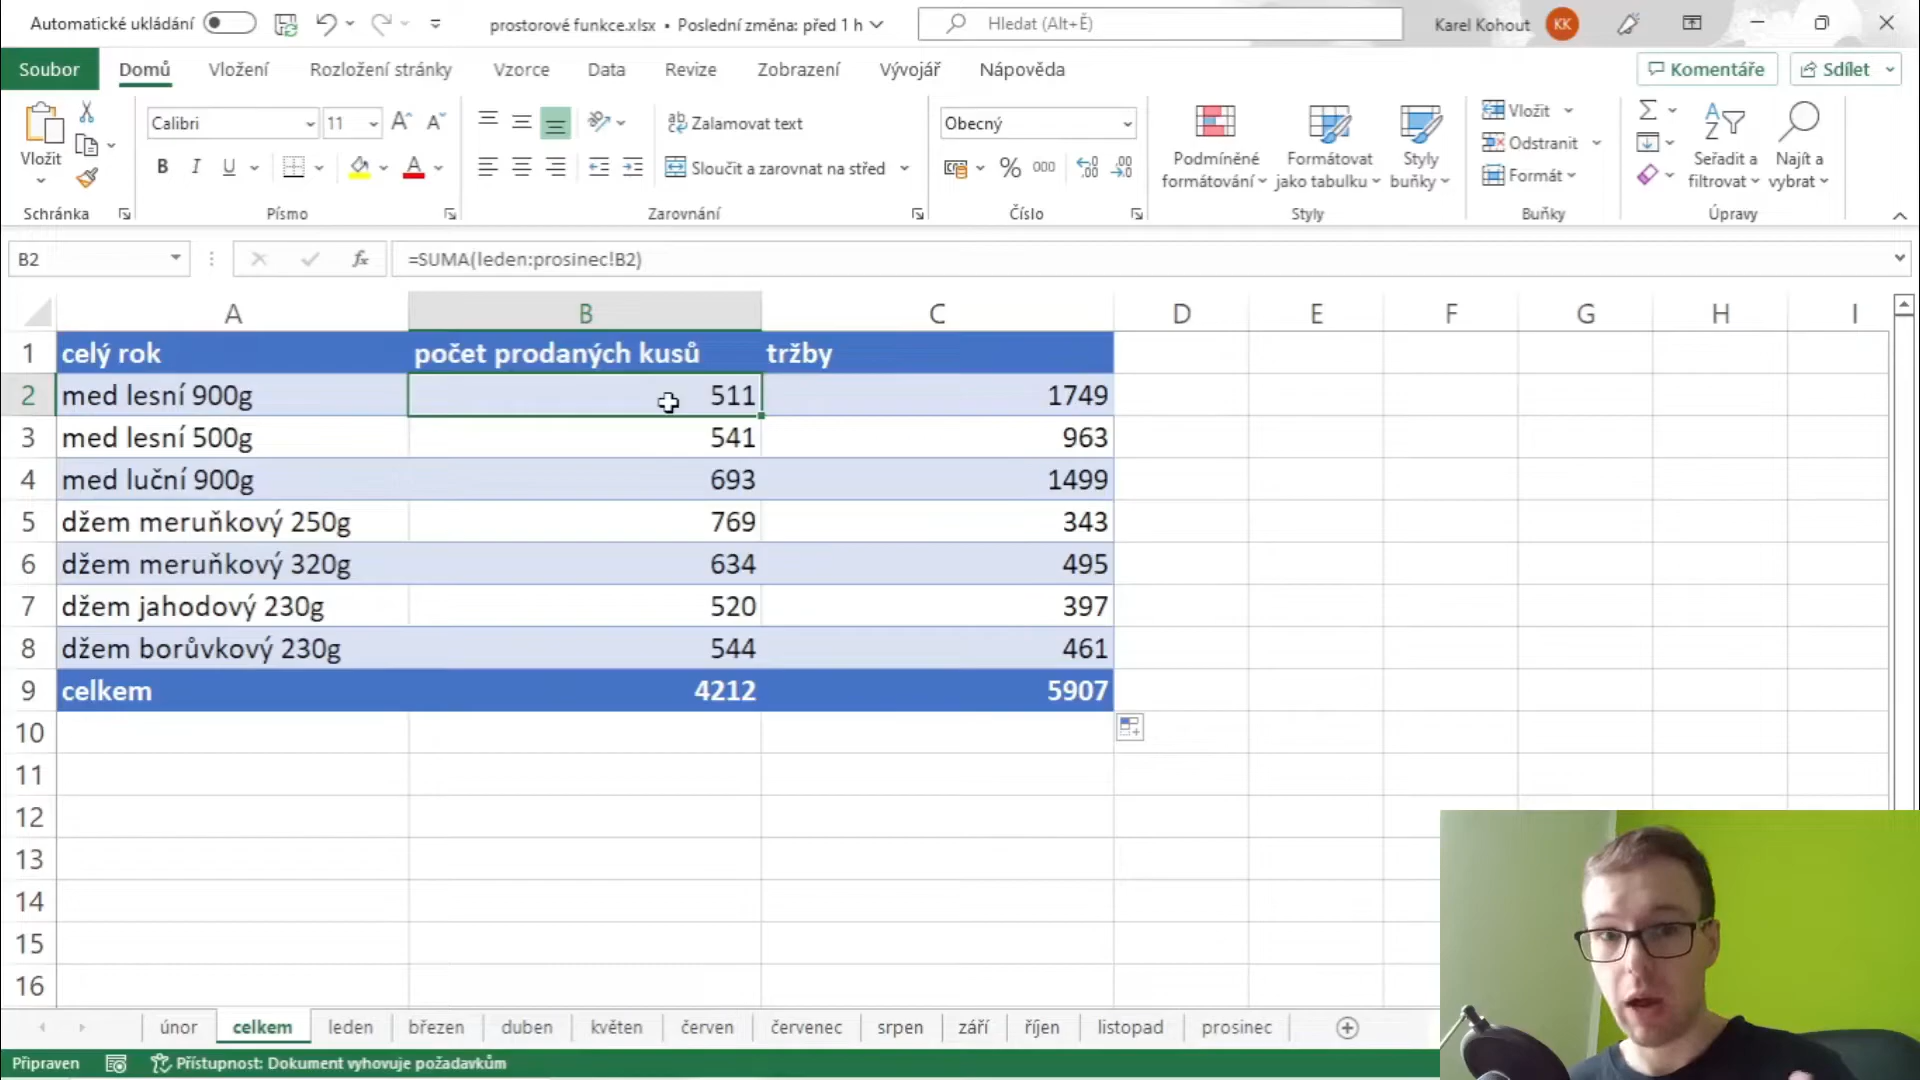 Automatické ukládání
prostorové funkce.xlsx • Poslední změna: před 1 h
Hledat (Alt+Ě)
Karel Kohout KK
Soubor Domů Vložení Rozložení stránky Vzorce Data Revize Zobrazení Vývojář Nápověda Komentáře Sdílet
Vložit
Schránka
Calibri 11
B I U A
Písmo
Zalamovat text
Sloučit a zarovnat na střed
Zarovnání
Obecný
% 000
Číslo
Podmíněné formátování
Formátovat jako tabulku
Styly buňky
Styly
Vložit
Odstranit
Formát
Buňky
Seřadit a filtrovat
Najít a vybrat
Úpravy
B2 fx =SUMA(leden:prosinec!B2)
A B C D E F G H I
1 celý rok počet prodaných kusů tržby
2 med lesní 900g 511 1749
3 med lesní 500g 541 963
4 med luční 900g 693 1499
5 džem meruňkový 250g 769 343
6 džem meruňkový 320g 634 495
7 džem jahodový 230g 520 397
8 džem borůvkový 230g 544 461
9 celkem 4212 5907
10
11
12
13
14
15
16
únor celkem leden březen duben květen červen červenec srpen září říjen listopad prosinec
Připraven Přístupnost: Dokument vyhovuje požadavkům